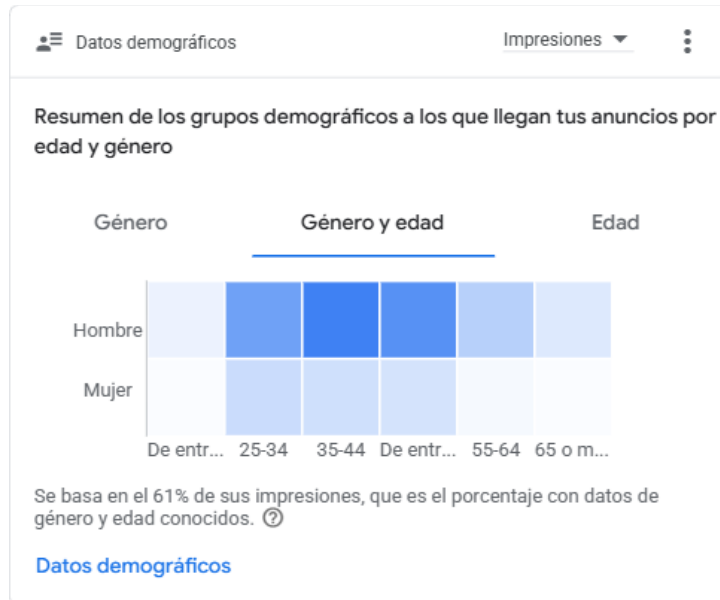 Datos demográficos
Impresiones
Resumen de los grupos demográficos a los que llegan tus anuncios por
edad y género
Género
Género y edad
Edad
Hombre
Mujer
De entr... 25-34 35-44 De entr... 55-64 65 o m...
Se basa en el 61% de sus impresiones, que es el porcentaje con datos de
género y edad conocidos.
Datos demográficos